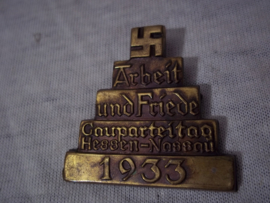 Arbeit
und Friede
Gauparteitag
Hessen-Nassau
1933